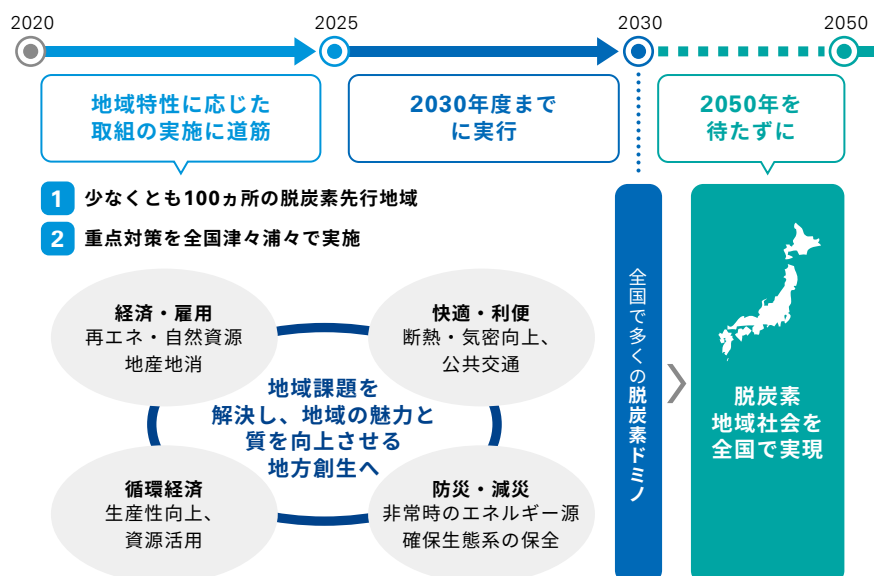 2020
2025
2030
2050
地域特性に応じた
取組の実施に道筋
2030年度まで
に実行
2050年を
待たずに
1 少なくとも100ヵ所の脱炭素先行地域
2 重点対策を全国津々浦々で実施
経済・雇用
再エネ・自然資源
地産地消
快適・利便
断熱・気密向上、
公共交通
地域課題を
解決し、地域の魅力と
質を向上させる
地方創生へ
循環経済
生産性向上、
資源活用
防災・減災
非常時のエネルギー源
確保生態系の保全
全国で多くの脱炭素ドミノ
脱炭素
地域社会を
全国で実現